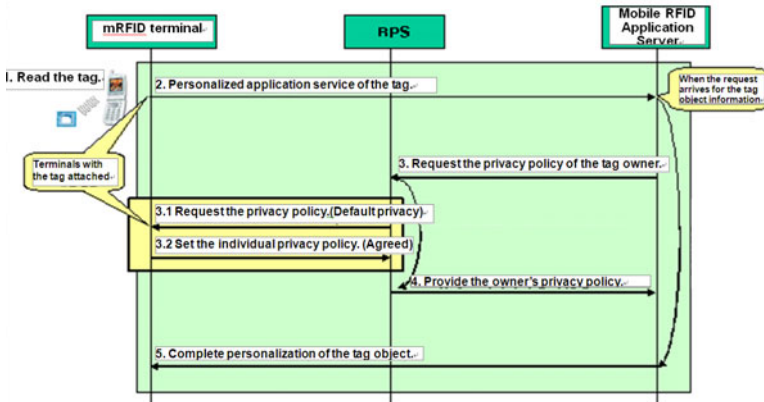 mRFID terminal
RPS
Mobile RFID
Application
Server
1. Read the tag.
2. Personalized application service of the tag.
When the request
arrives for the tag
object information
Terminals with
the tag attached
3. Request the privacy policy of the tag owner.
3.1 Request the privacy policy.(Default privacy)
3.2 Set the individual privacy policy. (Agreed)
4. Provide the owner's privacy policy.
5. Complete personalization of the tag object.